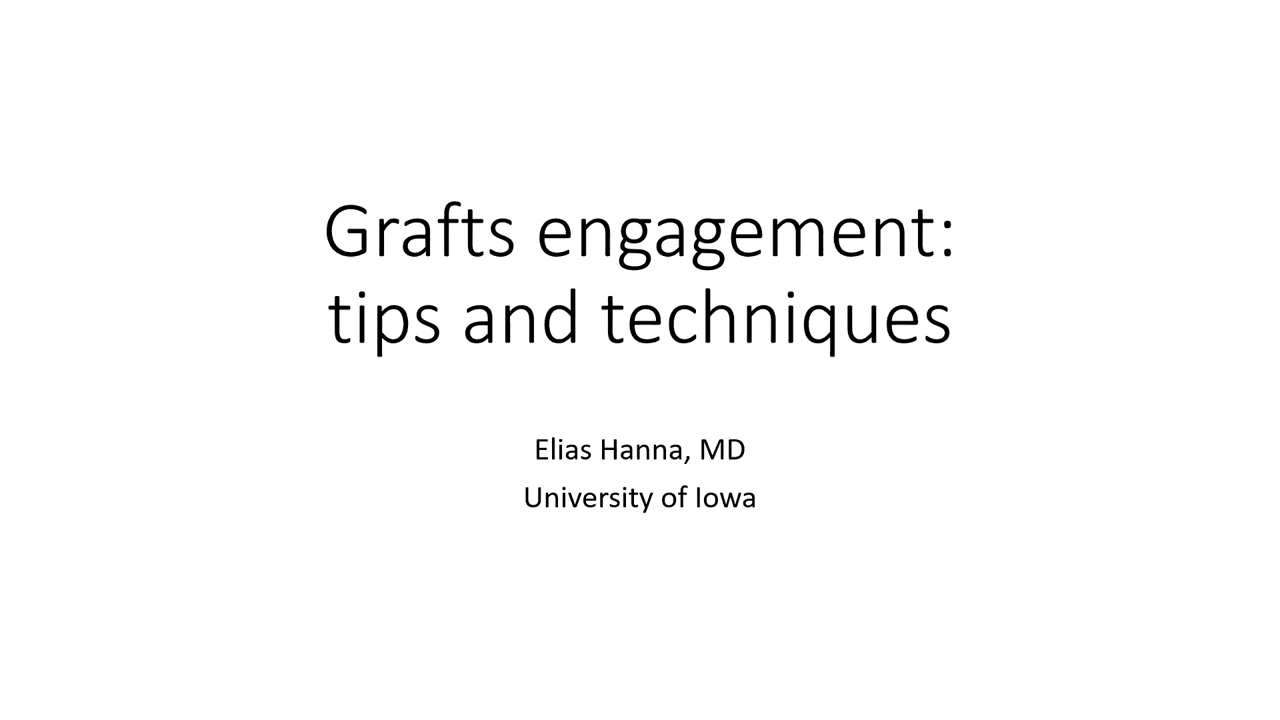 Grafts engagement:
tips and techniques
Elias Hanna, MD
University of Iowa